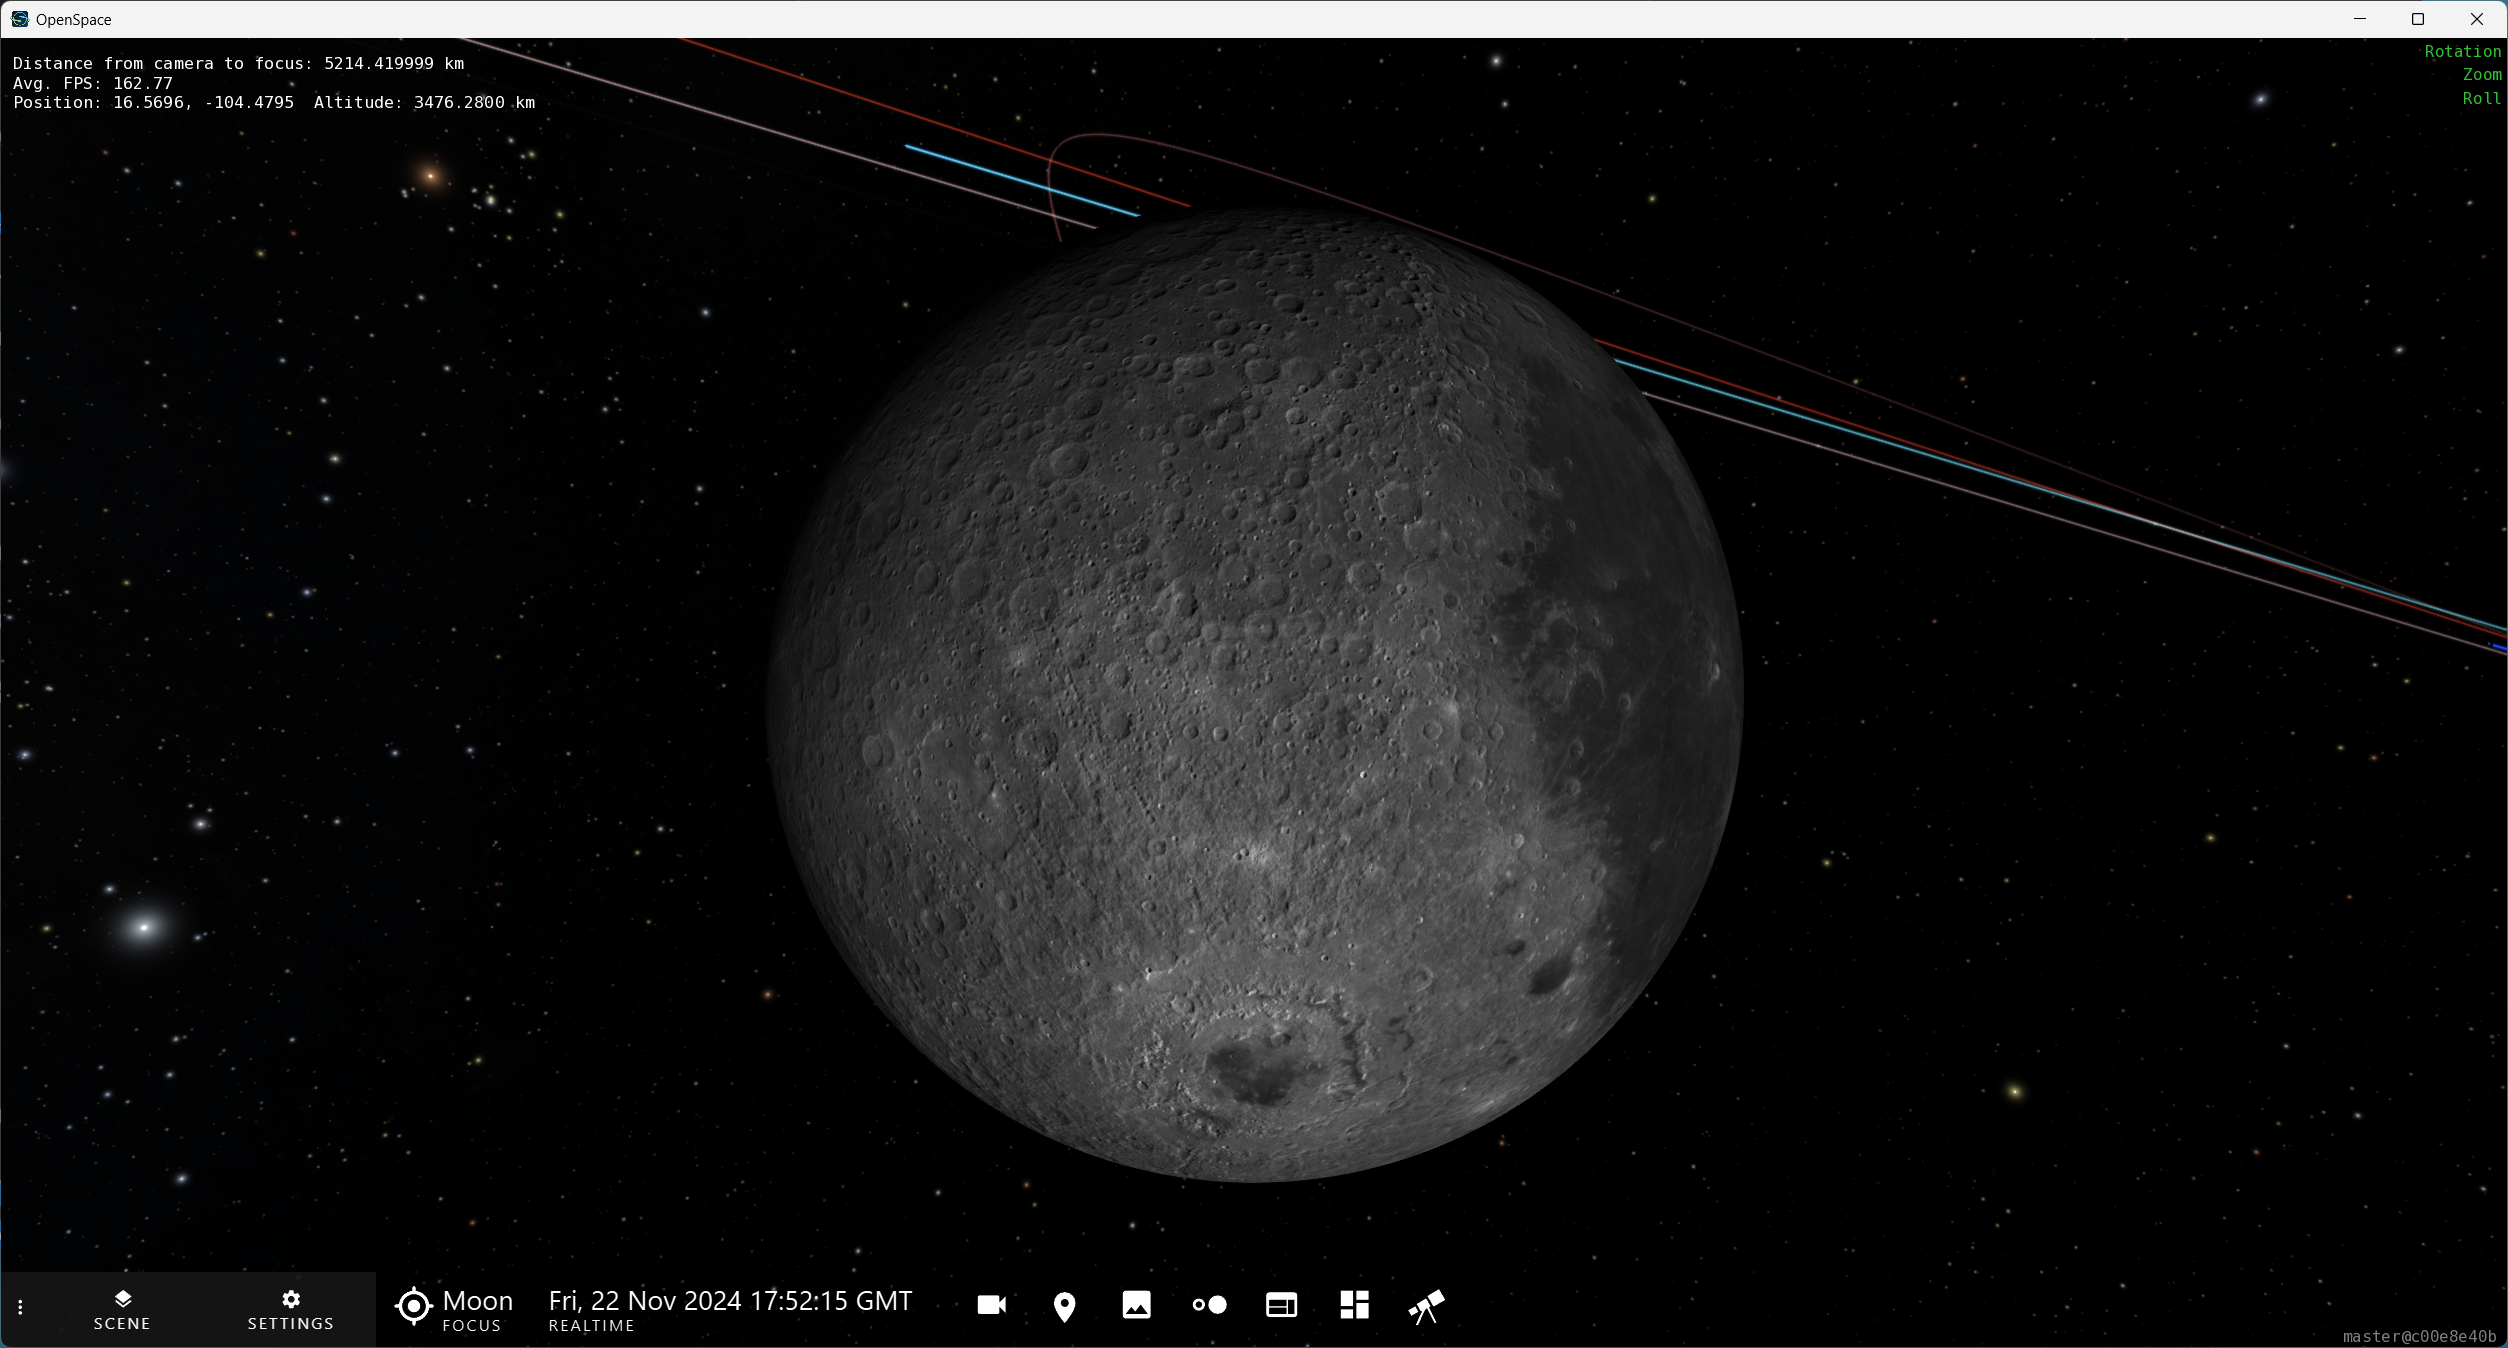 OpenSpace
Distance from camera to focus: 5214.419999 km
Avg. FPS: 162.77
Position: 16.5696, -104.4795  Altitude: 3476.2800 km
Rotation
Zoom
Roll
SCENE
SETTINGS
Moon
FOCUS
Fri, 22 Nov 2024 17:52:15 GMT
REALTIME
master@c00e8e40b